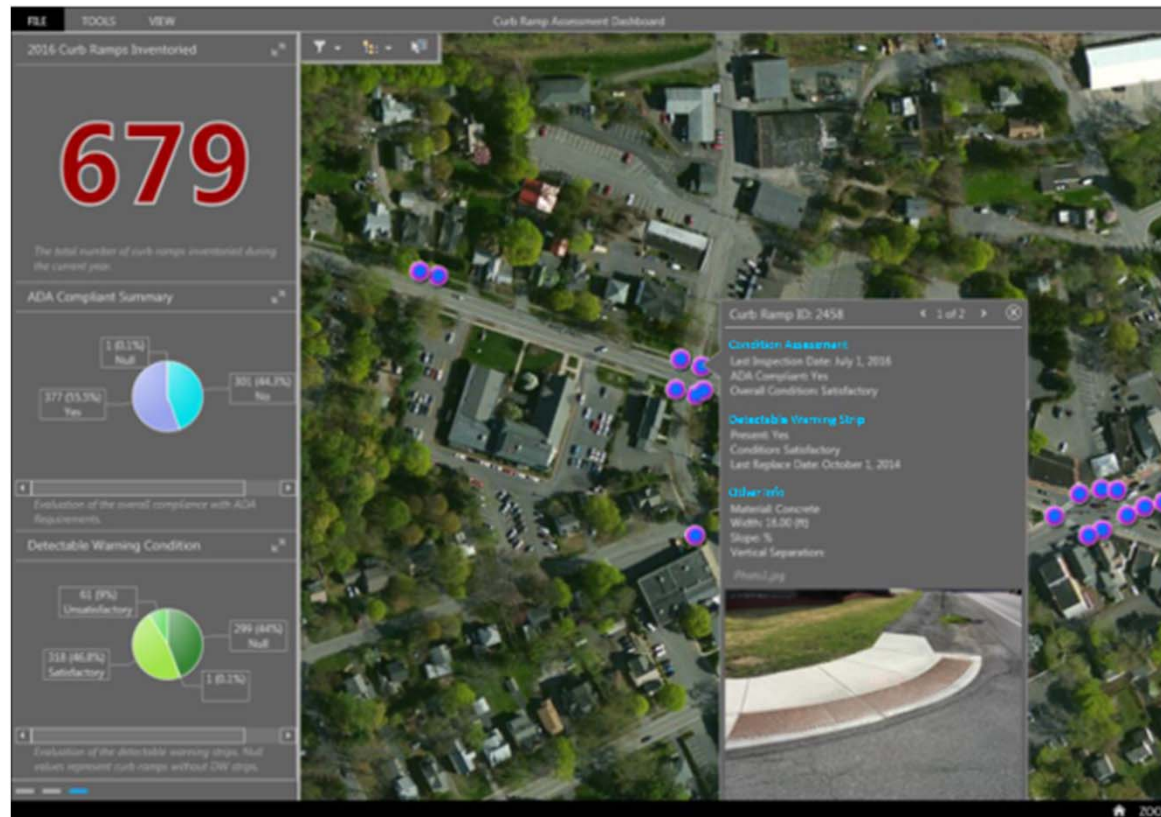 FILE TOOLS VIEW Curb Ramp Assessment Dashboard
2016 Curb Ramps Inventoried
679
The total number of curb ramps inventoried during
the current year.
ADA Compliant Summary
1 (0.1%)
Null
301 (44.3%)
No
377 (55.5%)
Yes
Evaluation of the overall compliance with ADA
Requirements.
Detectable Warning Condition
61 (9%)
Unsatisfactory
299 (44%)
Null
318 (46.8%)
Satisfactory
1 (0.1%)
Evaluation of the detectable warning strips. Null
values represent curb ramps without DW strips.
Curb Ramp ID: 2458 1 of 2
Condition Assessment
Last Inspection Date: July 1, 2016
ADA Compliant: Yes
Overall Condition: Satisfactory
Detectable Warning Strip
Present: Yes
Condition: Satisfactory
Last Replace Date: October 1, 2014
Other Info
Material: Concrete
Width: 18.00 (ft)
Slope: %
Vertical Separation:
Photo1.jpg
ZOO